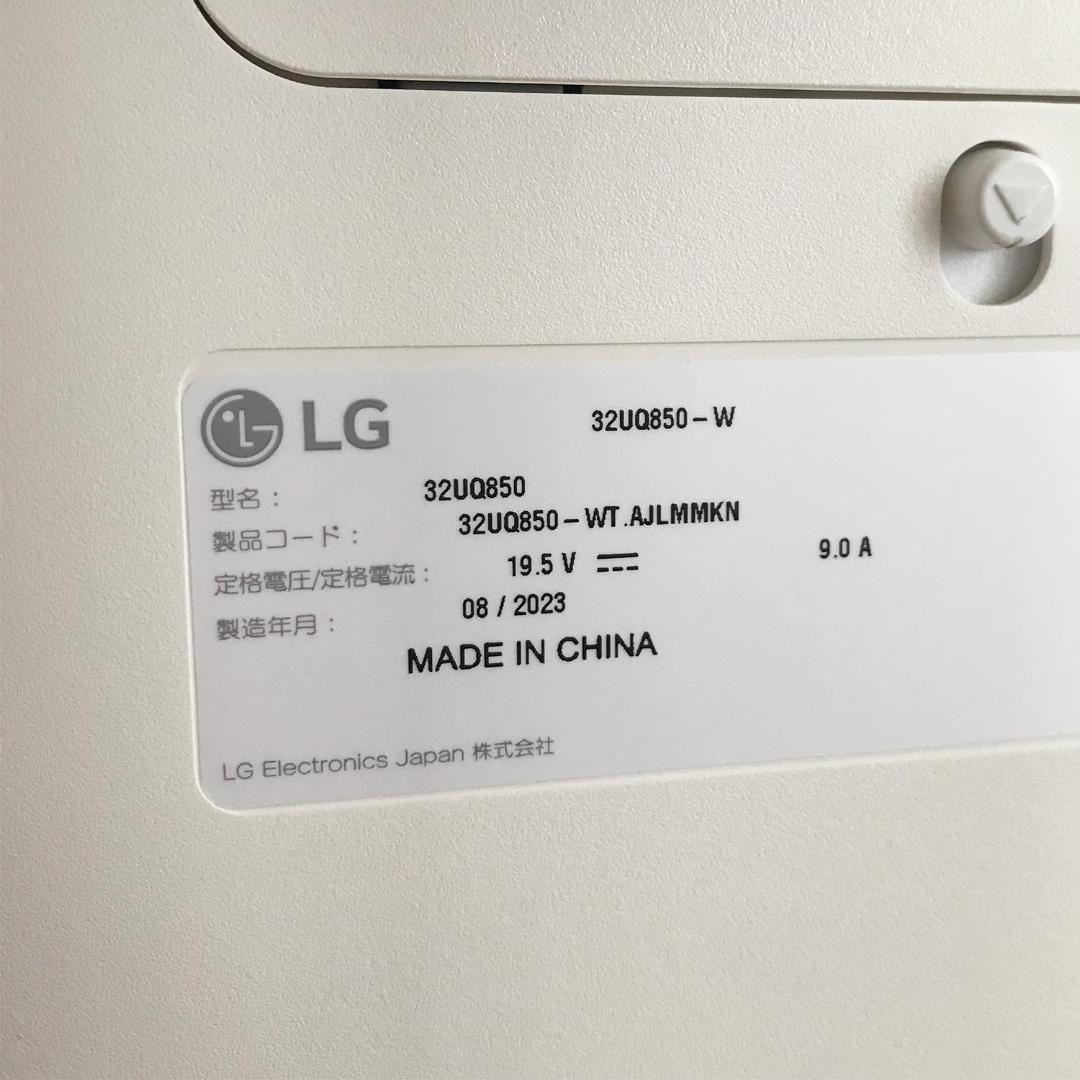 LG 32UQ850-W
型名： 32UQ850
製品コード： 32UQ850-WT.AJLMMKN
定格電圧/定格電流： 19.5 V ⎓ 9.0 A
製造年月： 08 / 2023
MADE IN CHINA
LG Electronics Japan 株式会社